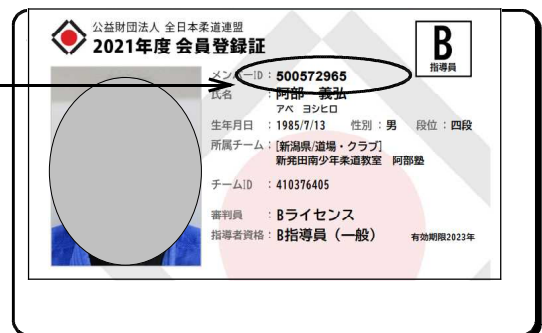 公益財団法人 全日本柔道連盟
2021年度 会員登録証
B
指導員
メンバーID：500572965
氏名：阿部 義弘
アベ ヨシヒロ
生年月日：1985/7/13 性別：男 段位：四段
所属チーム：[新潟県/道場・クラブ]
新発田南少年柔道教室 阿部塾
チームID：410376405
審判員：Bライセンス
指導者資格：B指導員（一般） 有効期限2023年